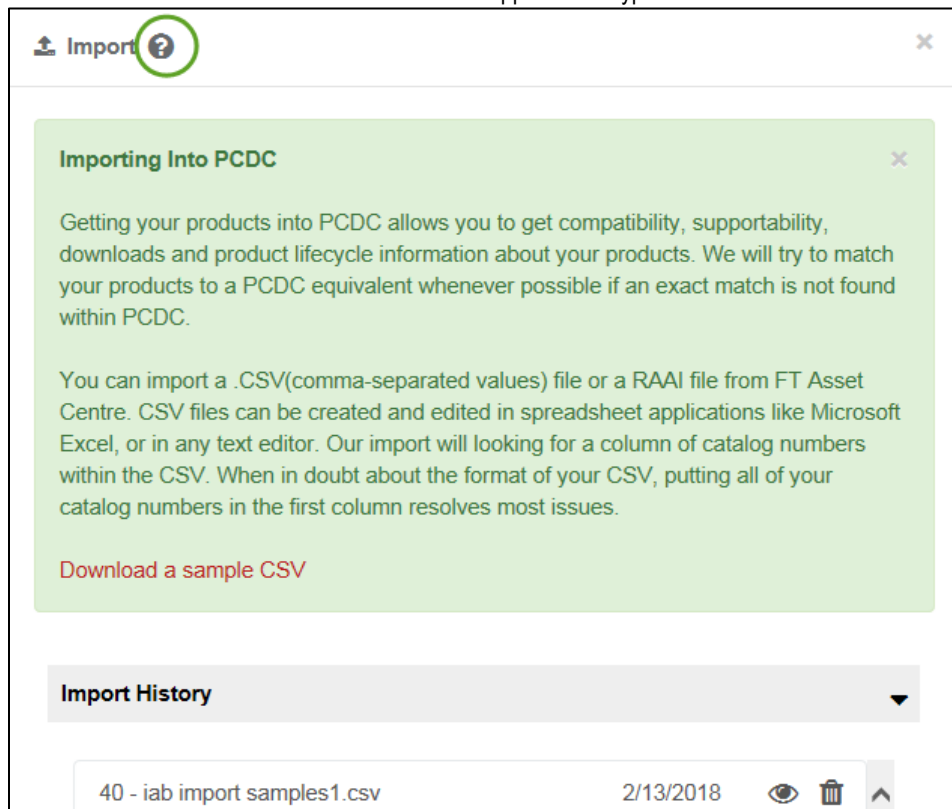 Import
Importing Into PCDC
Getting your products into PCDC allows you to get compatibility, supportability,
downloads and product lifecycle information about your products. We will try to match
your products to a PCDC equivalent whenever possible if an exact match is not found
within PCDC.
You can import a .CSV(comma-separated values) file or a RAAI file from FT Asset
Centre. CSV files can be created and edited in spreadsheet applications like Microsoft
Excel, or in any text editor. Our import will looking for a column of catalog numbers
within the CSV. When in doubt about the format of your CSV, putting all of your
catalog numbers in the first column resolves most issues.
Download a sample CSV
Import History
40 - iab import samples1.csv 2/13/2018